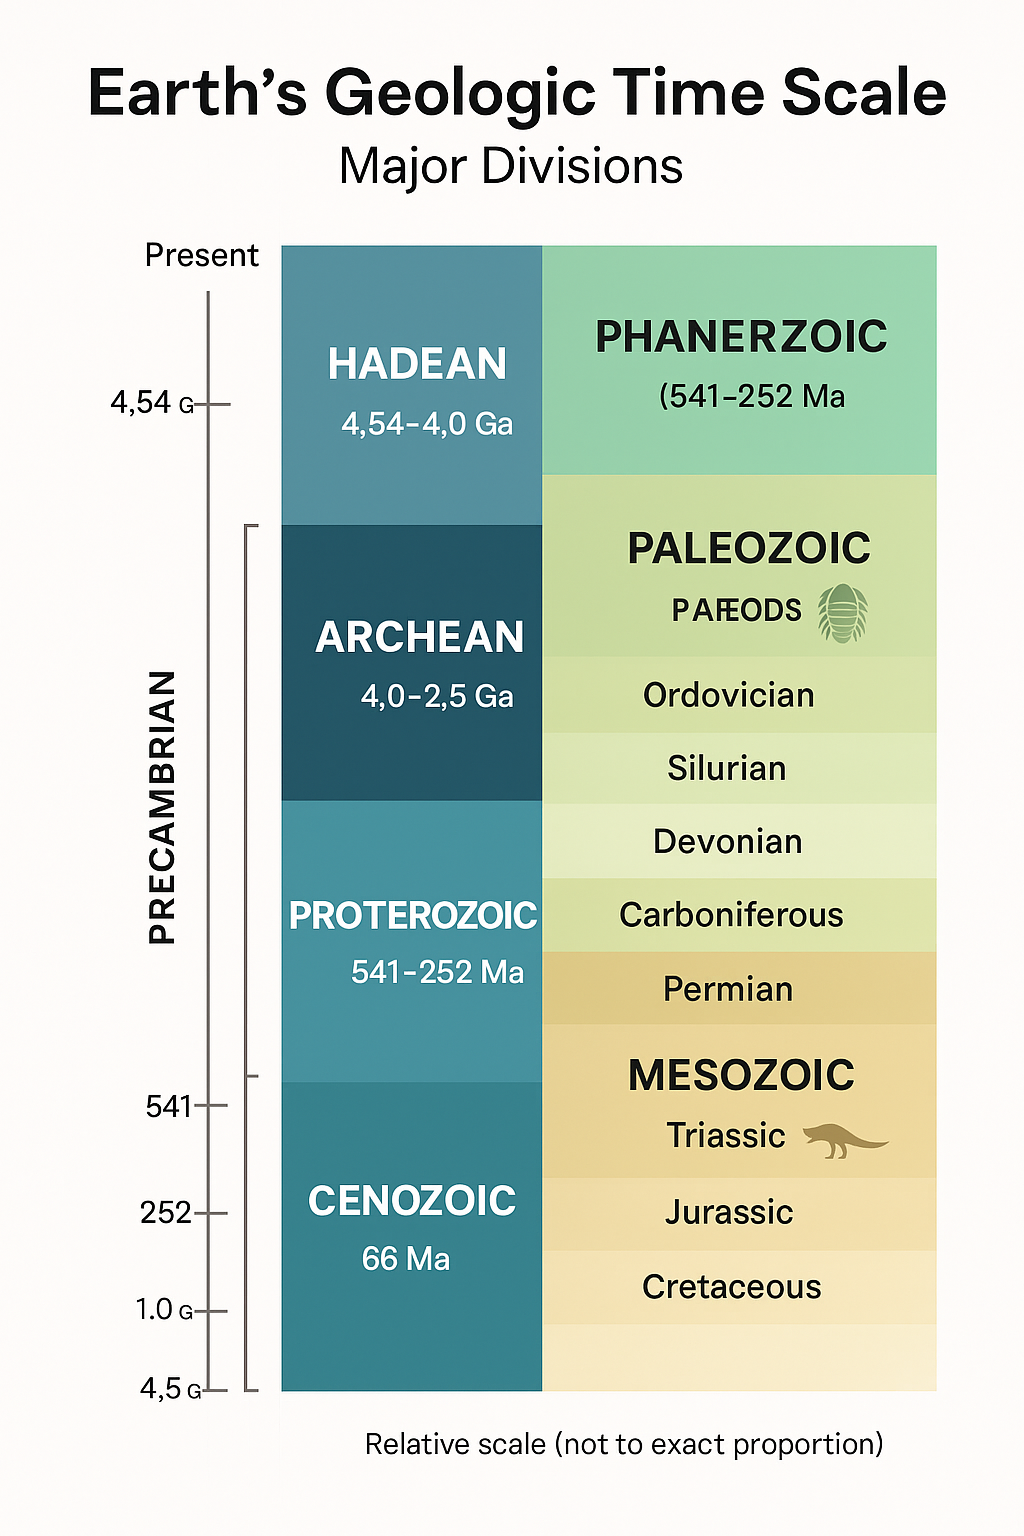 Earth's Geologic Time Scale
Major Divisions
Present
4,54 G
PRECAMBRIAN
541
252
1.0 G
4,5 G
HADEAN
4,54–4,0 Ga
ARCHEAN
4,0–2,5 Ga
PROTEROZOIC
541–252 Ma
CENOZOIC
66 Ma
PHANERZOIC
(541–252 Ma
PALEOZOIC
Ordovician
Silurian
Devonian
Carboniferous
Permian
MESOZOIC
Triassic
Jurassic
Cretaceous
Relative scale (not to exact proportion)